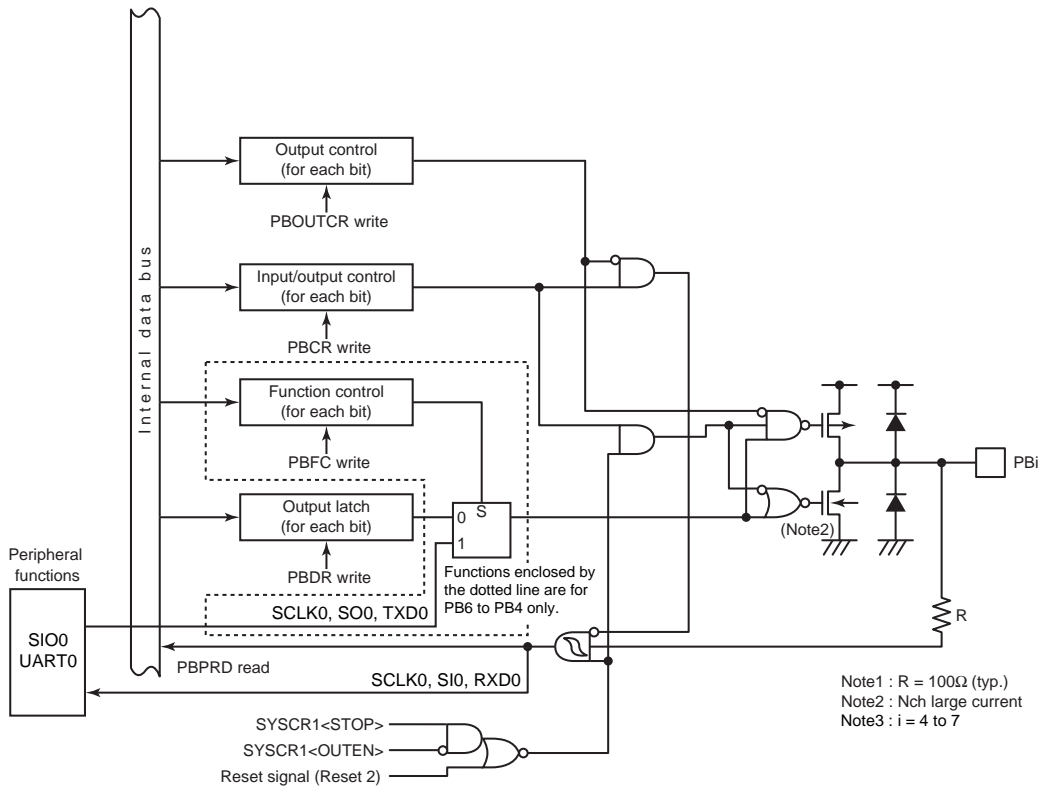 Output control
(for each bit)
PBOUTCR write
Internal data bus
Input/output control
(for each bit)
PBCR write
Function control
(for each bit)
PBFC write
Output latch
(for each bit)
PBDR write
0
S
1
Functions enclosed by
the dotted line are for
PB6 to PB4 only.
(Note2)
PBi
R
Peripheral
functions
SIO0
UART0
SCLK0, SO0, TXD0
PBPRD read
SCLK0, SI0, RXD0
SYSCR1<STOP>
SYSCR1<OUTEN>
Reset signal (Reset 2)
Note1 : R = 100Ω (typ.)
Note2 : Nch large current
Note3 : i = 4 to 7